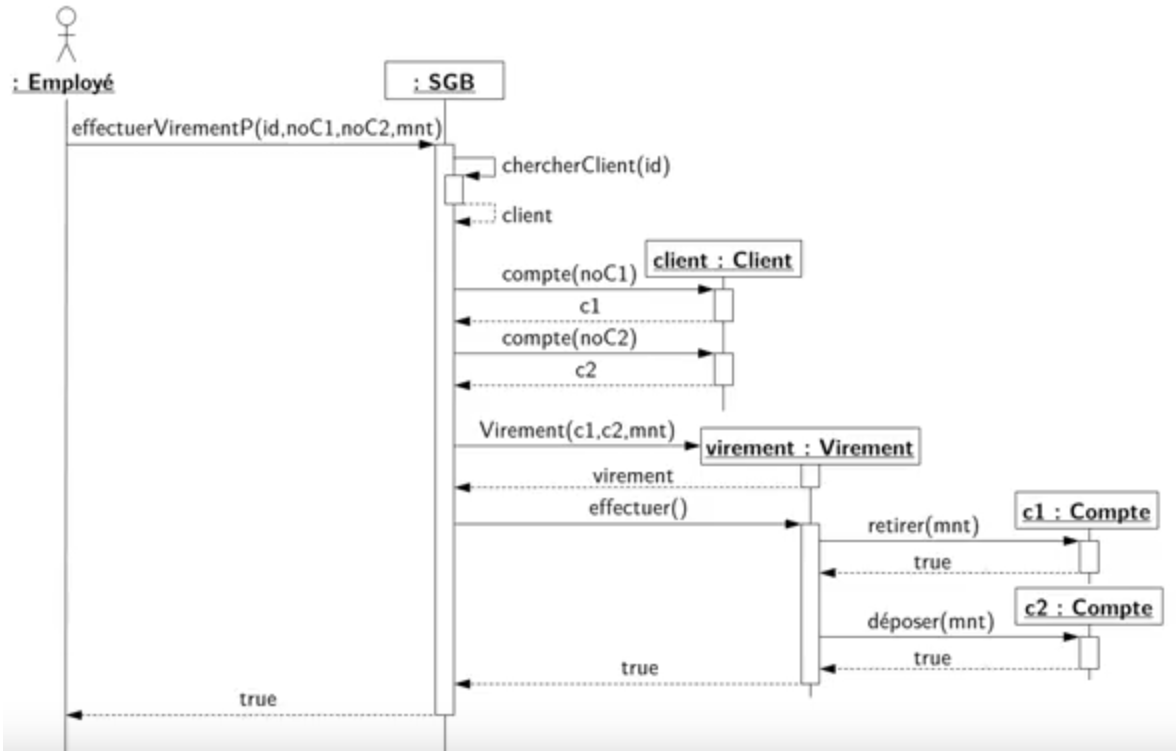 : Employé
: SGB
effectuerVirementP(id,noC1,noC2,mnt)
chercherClient(id)
client
client : Client
compte(noC1)
c1
compte(noC2)
c2
Virement(c1,c2,mnt)
virement : Virement
virement
effectuer()
c1 : Compte
retirer(mnt)
true
c2 : Compte
déposer(mnt)
true
true
true